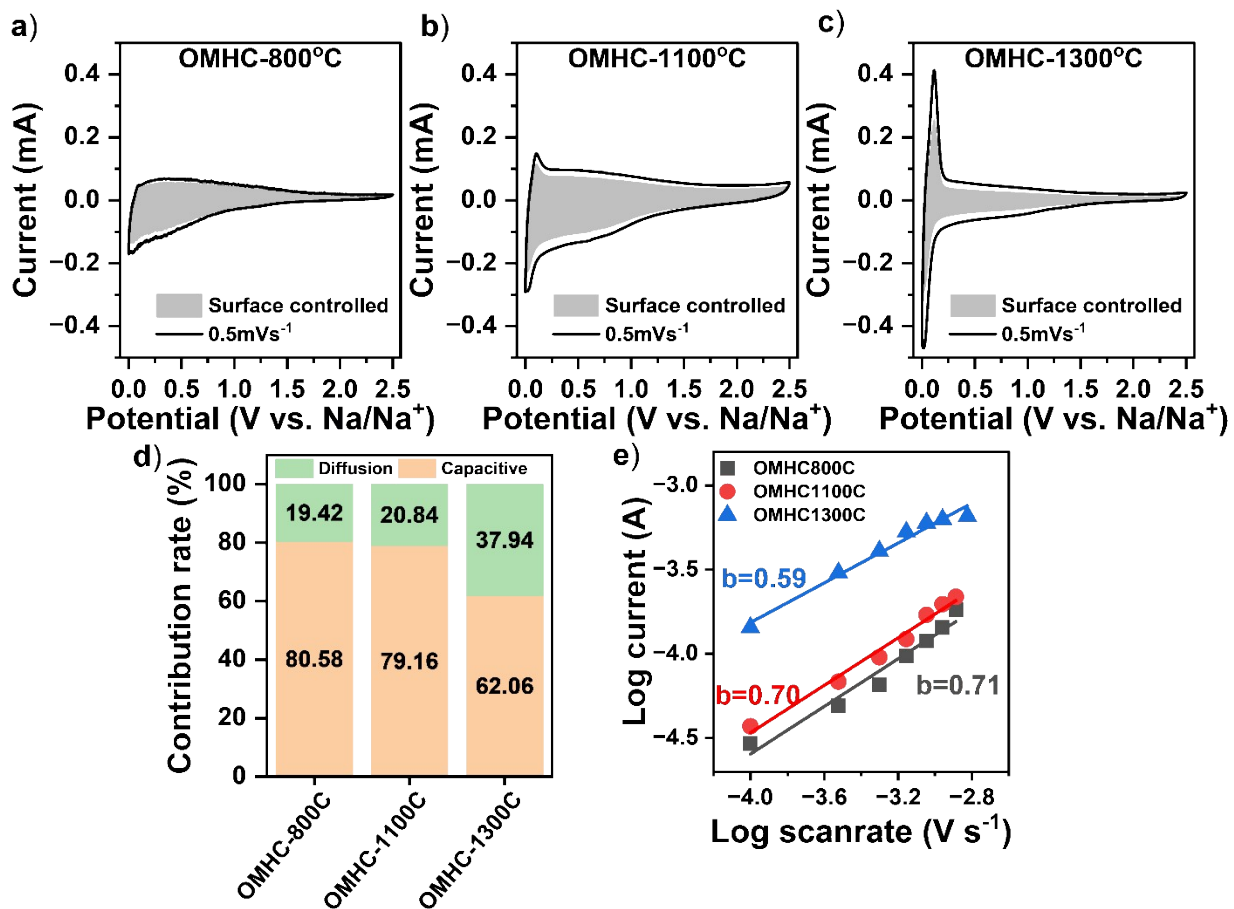 a)
OMHC-800°C
0.4
0.2
0.0
−0.2
−0.4
Current (mA)
Surface controlled
0.5mVs⁻¹
0.0 0.5 1.0 1.5 2.0 2.5
Potential (V vs. Na/Na⁺)
b)
OMHC-1100°C
0.4
0.2
0.0
−0.2
−0.4
Current (mA)
Surface controlled
0.5mVs⁻¹
0.0 0.5 1.0 1.5 2.0 2.5
Potential (V vs. Na/Na⁺)
c)
OMHC-1300°C
0.4
0.2
0.0
−0.2
−0.4
Current (mA)
Surface controlled
0.5mVs⁻¹
0.0 0.5 1.0 1.5 2.0 2.5
Potential (V vs. Na/Na⁺)
d)
Diffusion Capacitive
100
80
60
40
20
0
Contribution rate (%)
19.42 20.84 37.94
80.58 79.16 62.06
OMHC-800C
OMHC-1100C
OMHC-1300C
e)
OMHC800C
OMHC1100C
OMHC1300C
−3.0
−3.5
−4.0
−4.5
Log current (A)
b=0.59
b=0.70
b=0.71
−4.0 −3.6 −3.2 −2.8
Log scanrate (V s⁻¹)